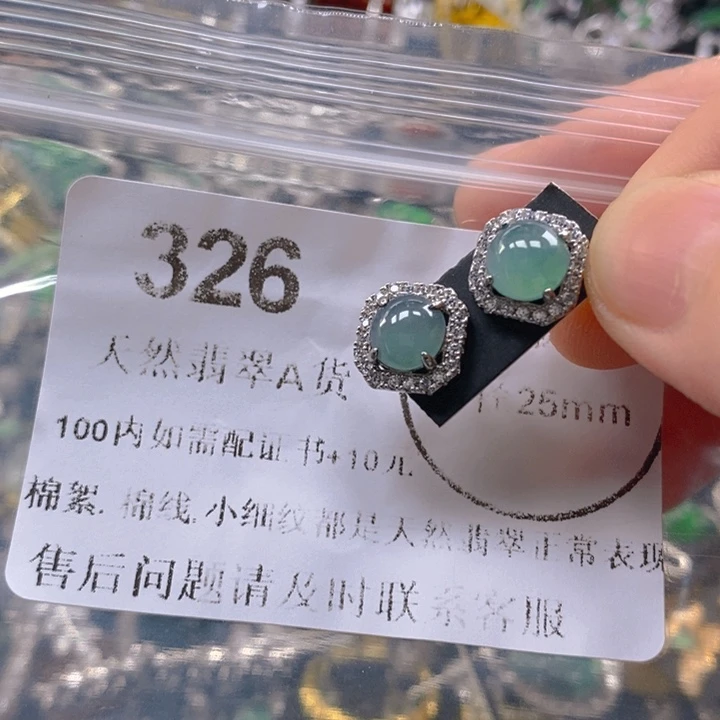 326
天然翡翠A货
25mm
100内如需配证书+10元.
棉絮. 棉线. 小细纹都是天然翡翠正常表现
售后问题请及时联系客服